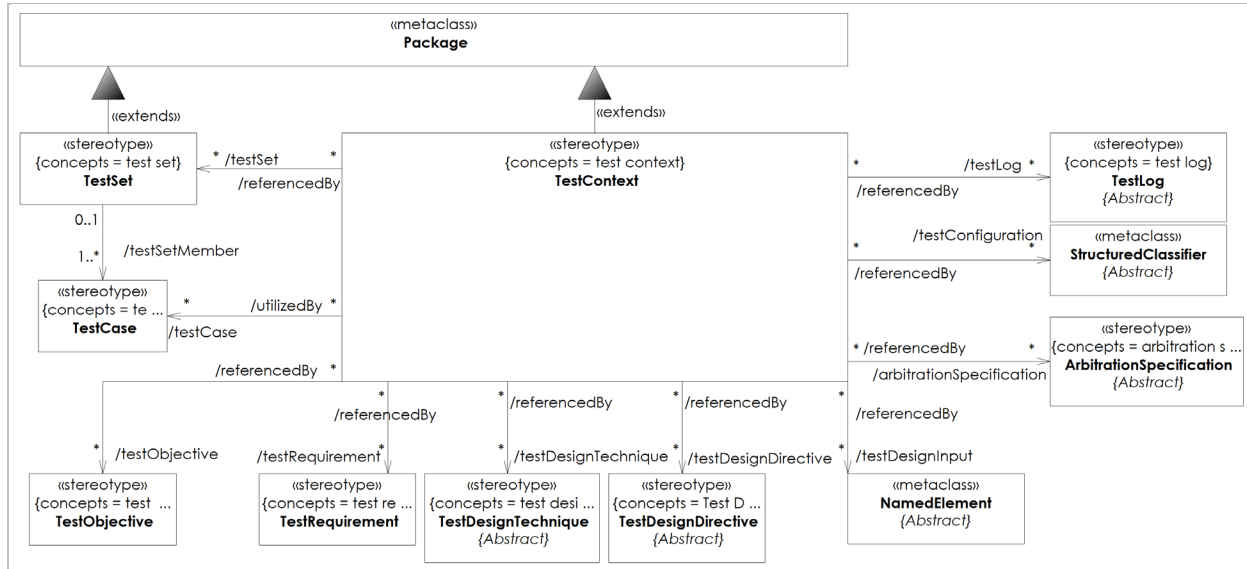 «metaclass»
Package
«extends»
«extends»
«stereotype»
{concepts = test set}
TestSet
* /testSet *
/referencedBy
«stereotype»
{concepts = test context}
TestContext
* /testLog *
/referencedBy
«stereotype»
{concepts = test log}
TestLog
{Abstract}
0..1
1..* /testSetMember
/testConfiguration
* *
/referencedBy
«metaclass»
StructuredClassifier
{Abstract}
«stereotype»
{concepts = te ...
TestCase
* /utilizedBy *
/testCase
* /referencedBy *
/arbitrationSpecification
«stereotype»
{concepts = arbitration s ...
ArbitrationSpecification
{Abstract}
/referencedBy *
*
/referencedBy
*
/referencedBy
*
/referencedBy
*
/referencedBy
* /testObjective
/testRequirement *
* /testDesignTechnique
* /testDesignDirective
* /testDesignInput
«stereotype»
{concepts = test ...
TestObjective
«stereotype»
{concepts = test re ...
TestRequirement
«stereotype»
{concepts = test desi ...
TestDesignTechnique
{Abstract}
«stereotype»
{concepts = Test D ...
TestDesignDirective
{Abstract}
«metaclass»
NamedElement
{Abstract}